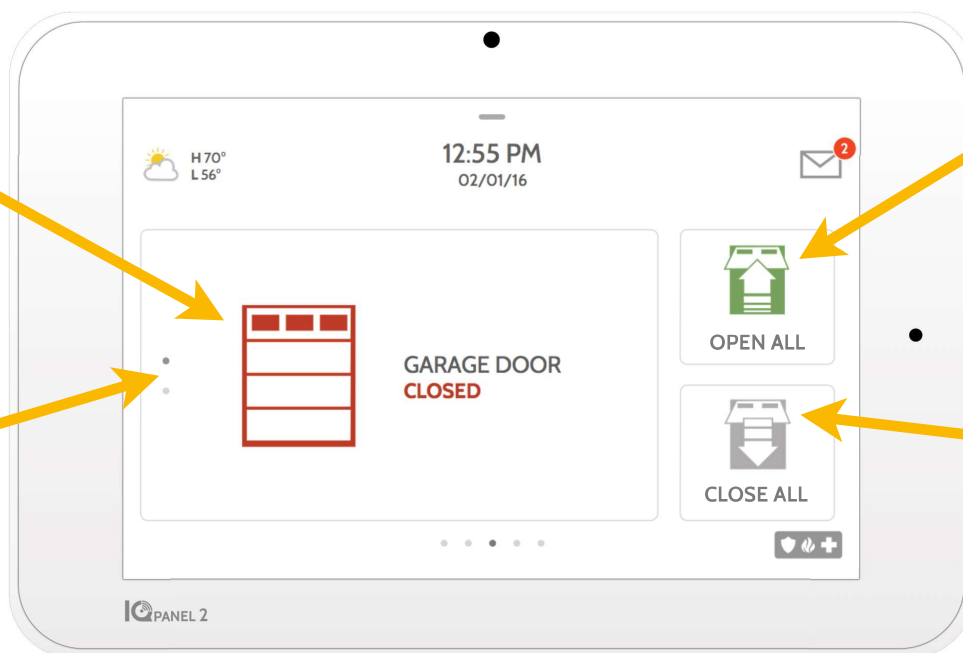 H 70°
L 56°
12:55 PM
02/01/16
2
GARAGE DOOR
CLOSED
OPEN ALL
CLOSE ALL
IQ PANEL 2